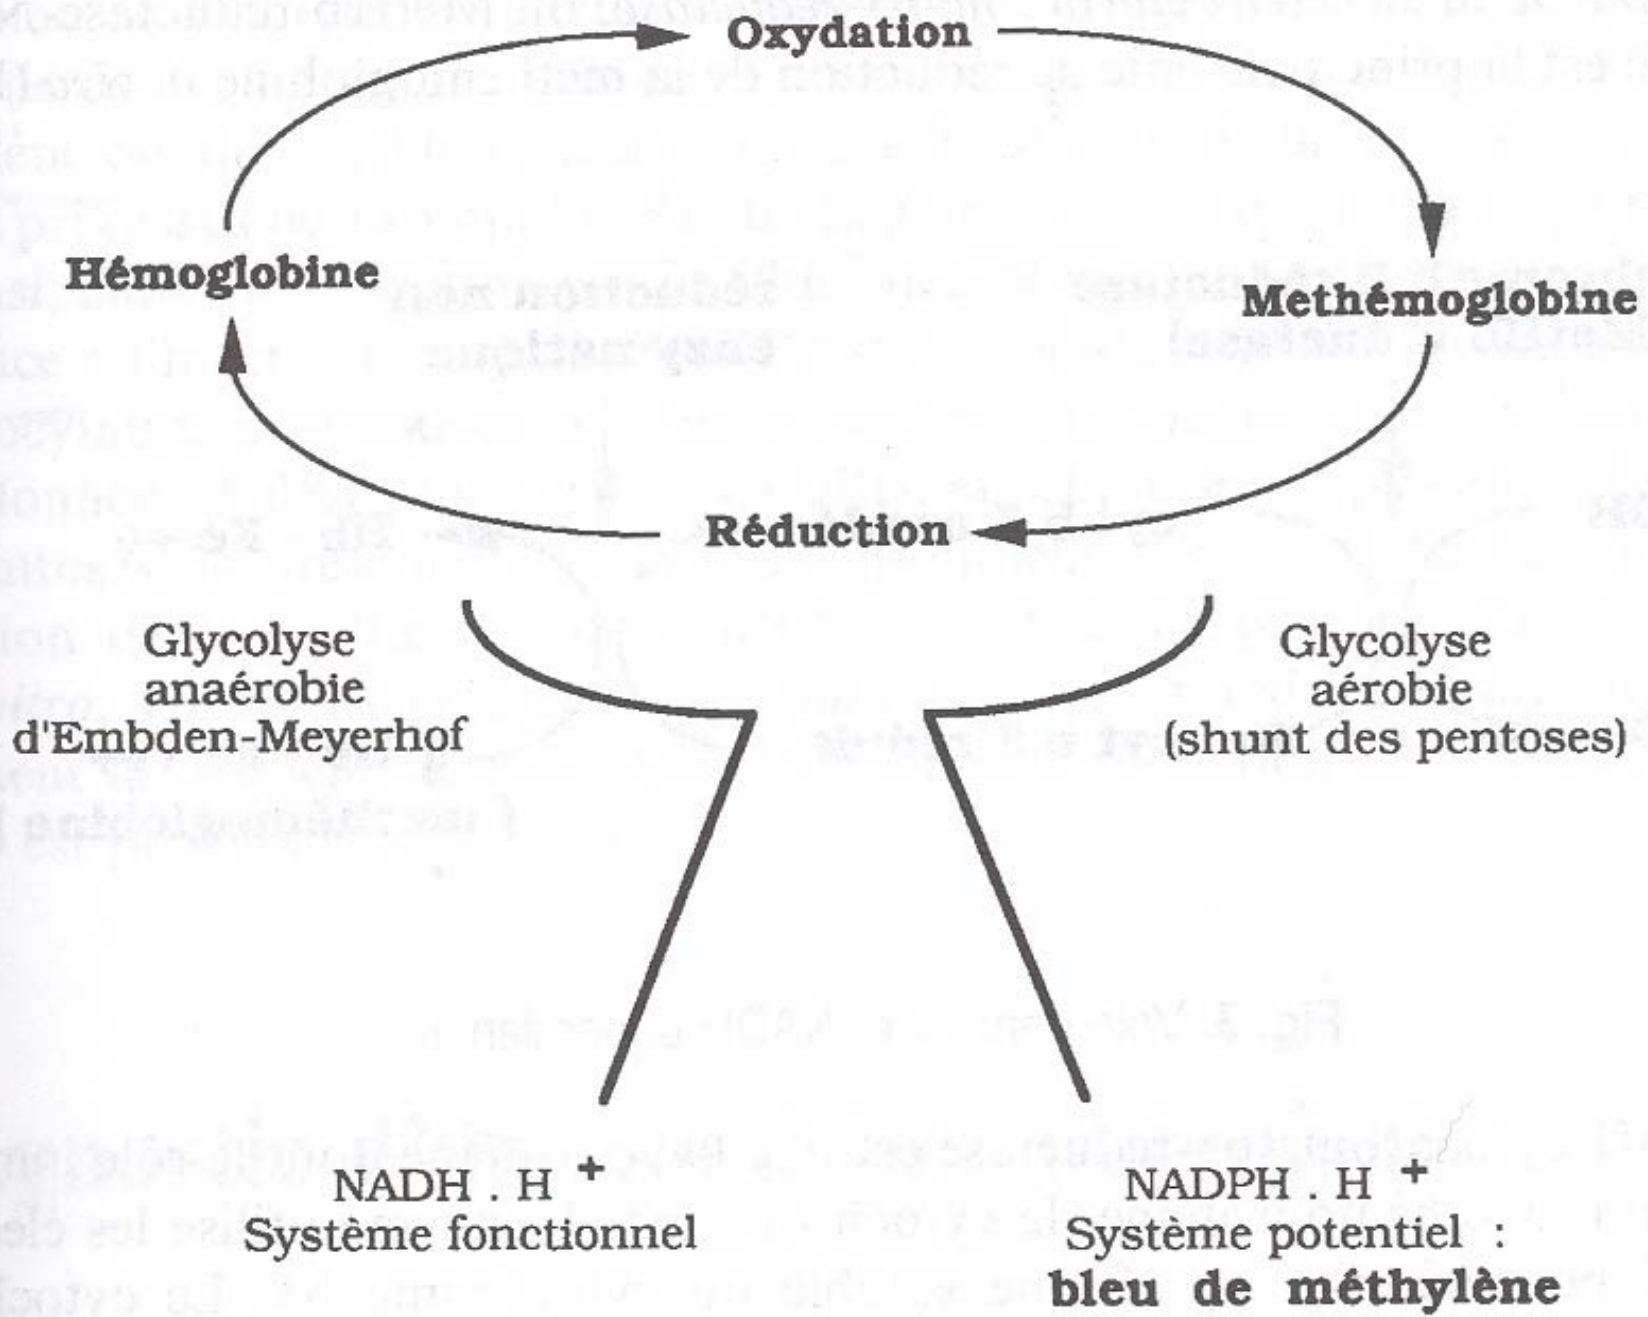 Oxydation
Hémoglobine
Methémoglobine
Réduction
Glycolyse
anaérobie
d'Embden-Meyerhof
Glycolyse
aérobie
(shunt des pentoses)
NADH . H +
Système fonctionnel
NADPH . H +
Système potentiel :
bleu de méthylène